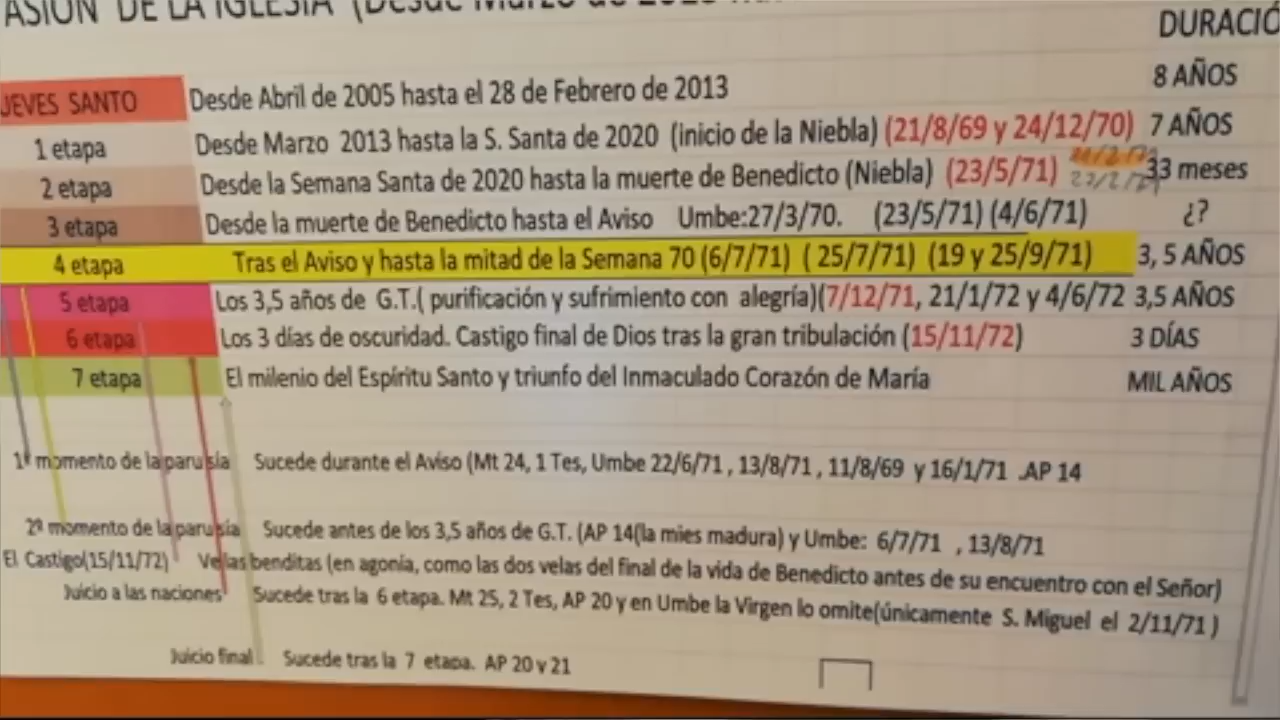 ASIÓN DE LA IGLESIA (Desde Marzo de
DURACIÓ
JEVES SANTO Desde Abril de 2005 hasta el 28 de Febrero de 2013 8 AÑOS
1 etapa Desde Marzo 2013 hasta la S. Santa de 2020 (inicio de la Niebla) (21/8/69 y 24/12/70) 7 AÑOS
2 etapa Desde la Semana Santa de 2020 hasta la muerte de Benedicto (Niebla) (23/5/71) 33 meses
3 etapa Desde la muerte de Benedicto hasta el Aviso Umbe:27/3/70. (23/5/71) (4/6/71) ¿?
4 etapa Tras el Aviso y hasta la mitad de la Semana 70 (6/7/71) ( 25/7/71) (19 y 25/9/71) 3, 5 AÑOS
5 etapa Los 3,5 años de G.T.( purificación y sufrimiento con alegría)(7/12/71, 21/1/72 y 4/6/72 3,5 AÑOS
6 etapa Los 3 días de oscuridad. Castigo final de Dios tras la gran tribulación (15/11/72) 3 DÍAS
7 etapa El milenio del Espíritu Santo y triunfo del Inmaculado Corazón de María MIL AÑOS
1º momento de la parusía Sucede durante el Aviso (Mt 24, 1 Tes, Umbe 22/6/71 , 13/8/71 , 11/8/69 y 16/1/71 .AP 14
2º momento de la parusía Sucede antes de los 3,5 años de G.T. (AP 14(la mies madura) y Umbe: 6/7/71 , 13/8/71
El Castigo(15/11/72) Velas benditas (en agonía, como las dos velas del final de la vida de Benedicto antes de su encuentro con el Señor)
Juicio a las naciones Sucede tras la 6 etapa. Mt 25, 2 Tes, AP 20 y en Umbe la Virgen lo omite(únicamente S. Miguel el 2/11/71 )
Juicio final Sucede tras la 7 etapa. AP 20 y 21